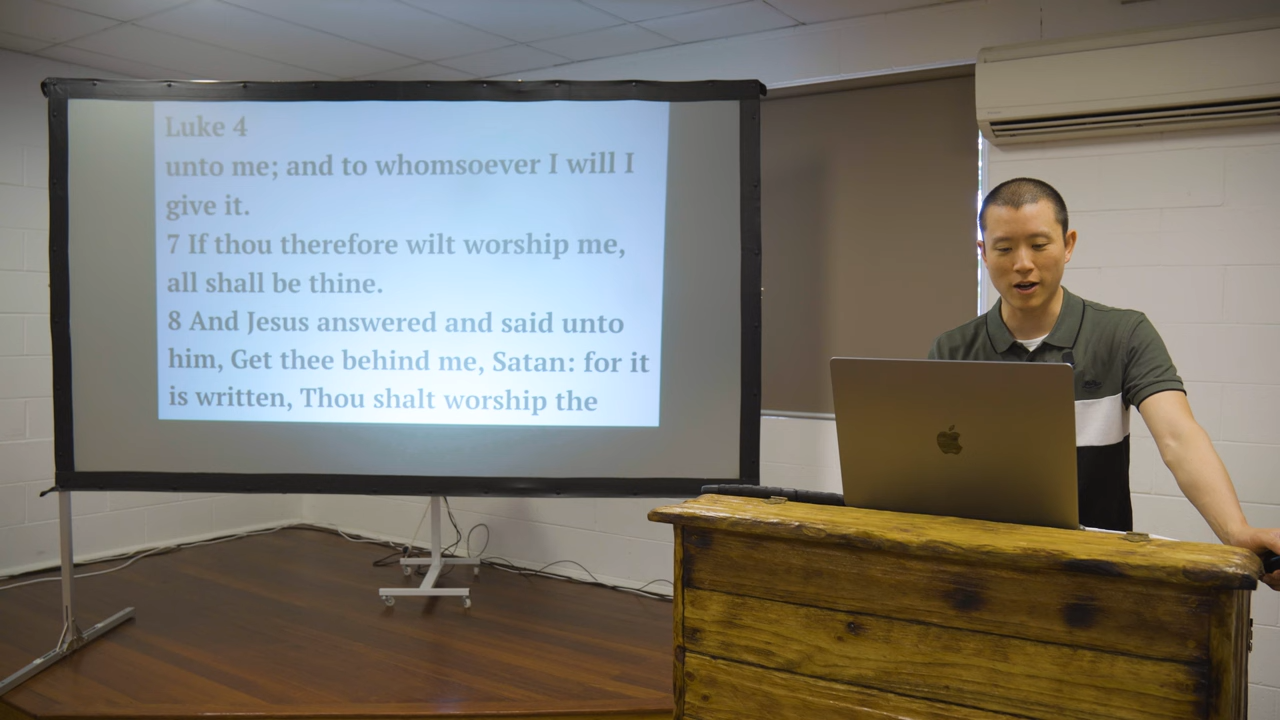 Luke 4
unto me; and to whomsoever I will I
give it.
7 If thou therefore wilt worship me,
all shall be thine.
8 And Jesus answered and said unto
him, Get thee behind me, Satan: for it
is written, Thou shalt worship the